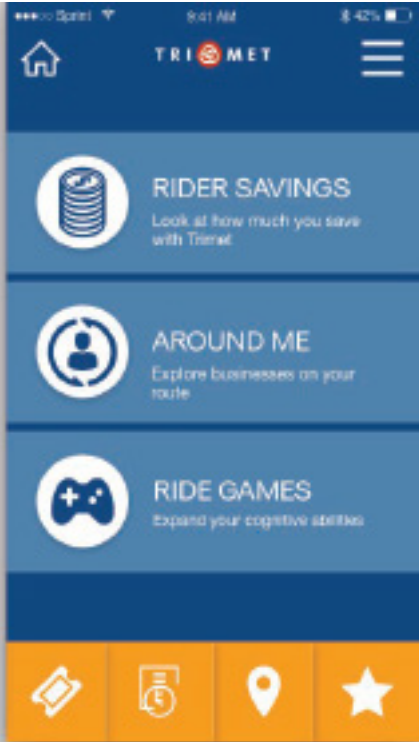 Sprint 9:41 AM 42%
TRI MET
RIDER SAVINGS
Look at how much you save
with Trimet
AROUND ME
Explore businesses on your
route
RIDE GAMES
Expand your cognitive abilities